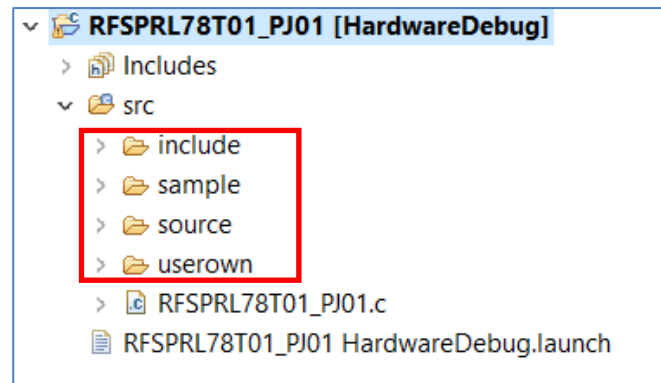 RFSPRL78T01_PJ01 [HardwareDebug]
Includes
src
include
sample
source
userown
RFSPRL78T01_PJ01.c
RFSPRL78T01_PJ01 HardwareDebug.launch